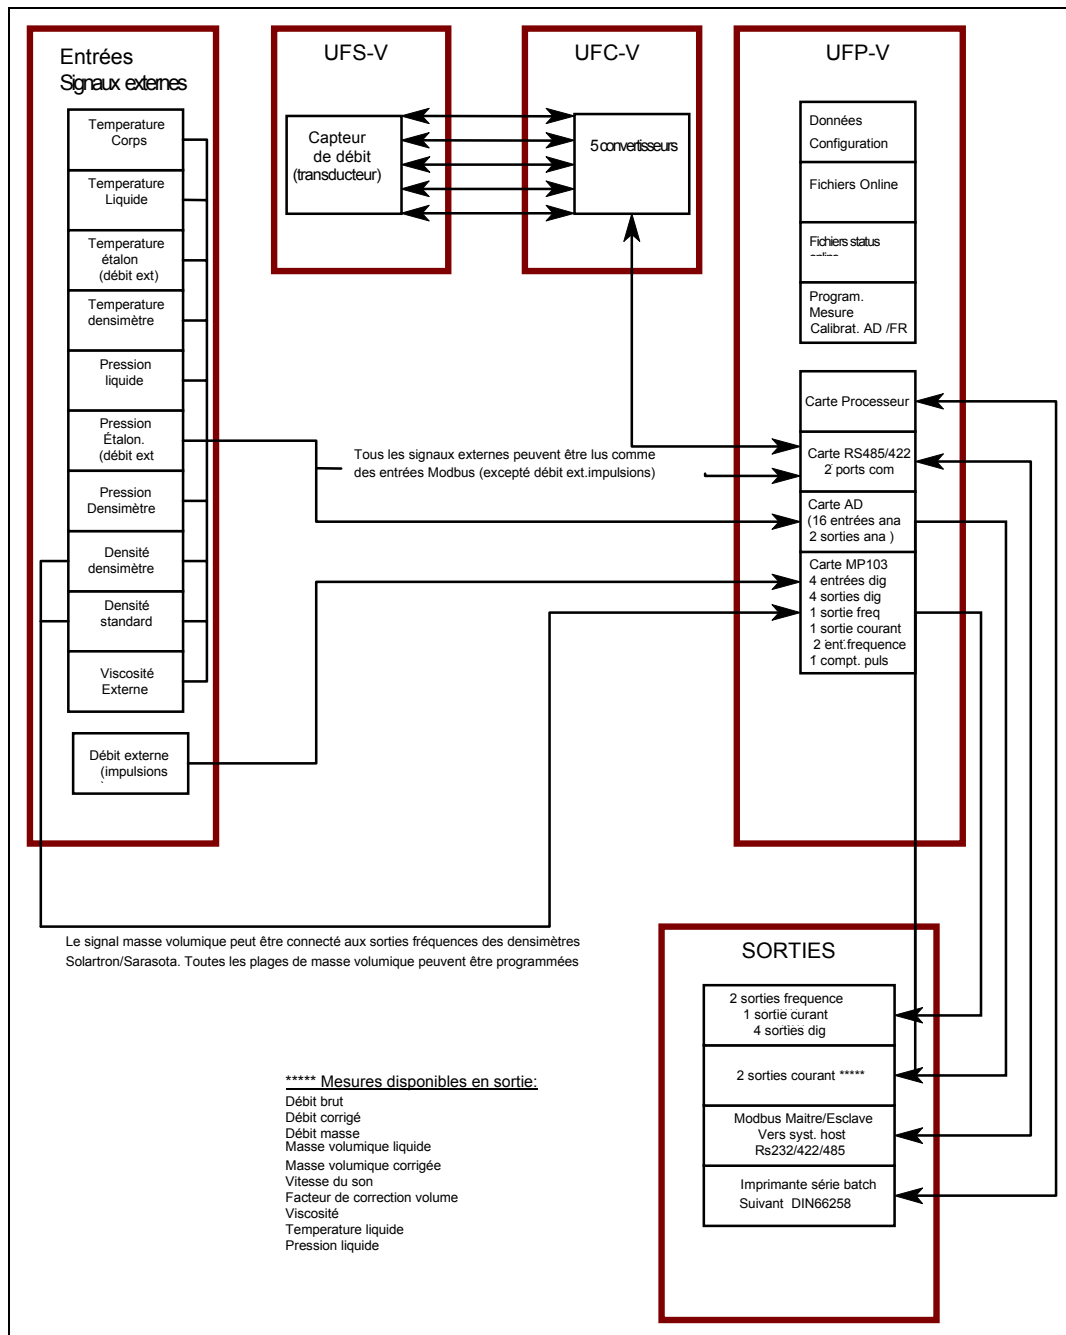 Entrées
Signaux externes
Temperature
Corps
Temperature
Liquide
Temperature
étalon
(débit ext)
Temperature
densimètre
Pression
liquide
Pression
Étalon.
(débit ext
Pression
Densimètre
Densité
densimètre
Densité
standard
Viscosité
Externe
Débit externe
(impulsions
UFS-V
Capteur
de débit
(transducteur)
UFC-V
5 convertisseurs
UFP-V
Données
Configuration
Fichiers Online
Fichiers status
online
Program.
Mesure
Calibrat. AD /FR
Carte Processeur
Carte RS485/422
2 ports com
Carte AD
(16 entrées ana
2 sorties ana )
Carte MP103
4 entrées dig
4 sorties dig
1 sortie freq
1 sortie courant
2 ent.frequence
1 compt. puls
Tous les signaux externes peuvent être lus comme
des entrées Modbus (excepté débit ext.impulsions)
Le signal masse volumique peut être connecté aux sorties fréquences des densimètres
Solartron/Sarasota. Toutes les plages de masse volumique peuvent être programmées
SORTIES
2 sorties frequence
1 sortie curant
4 sorties dig
2 sorties courant *****
Modbus Maitre/Esclave
Vers syst. host
Rs232/422/485
Imprimante série batch
Suivant DIN66258
***** Mesures disponibles en sortie:
Débit brut
Débit corrigé
Débit masse
Masse volumique liquide
Masse volumique corrigée
Vitesse du son
Facteur de correction volume
Viscosité
Temperature liquide
Pression liquide